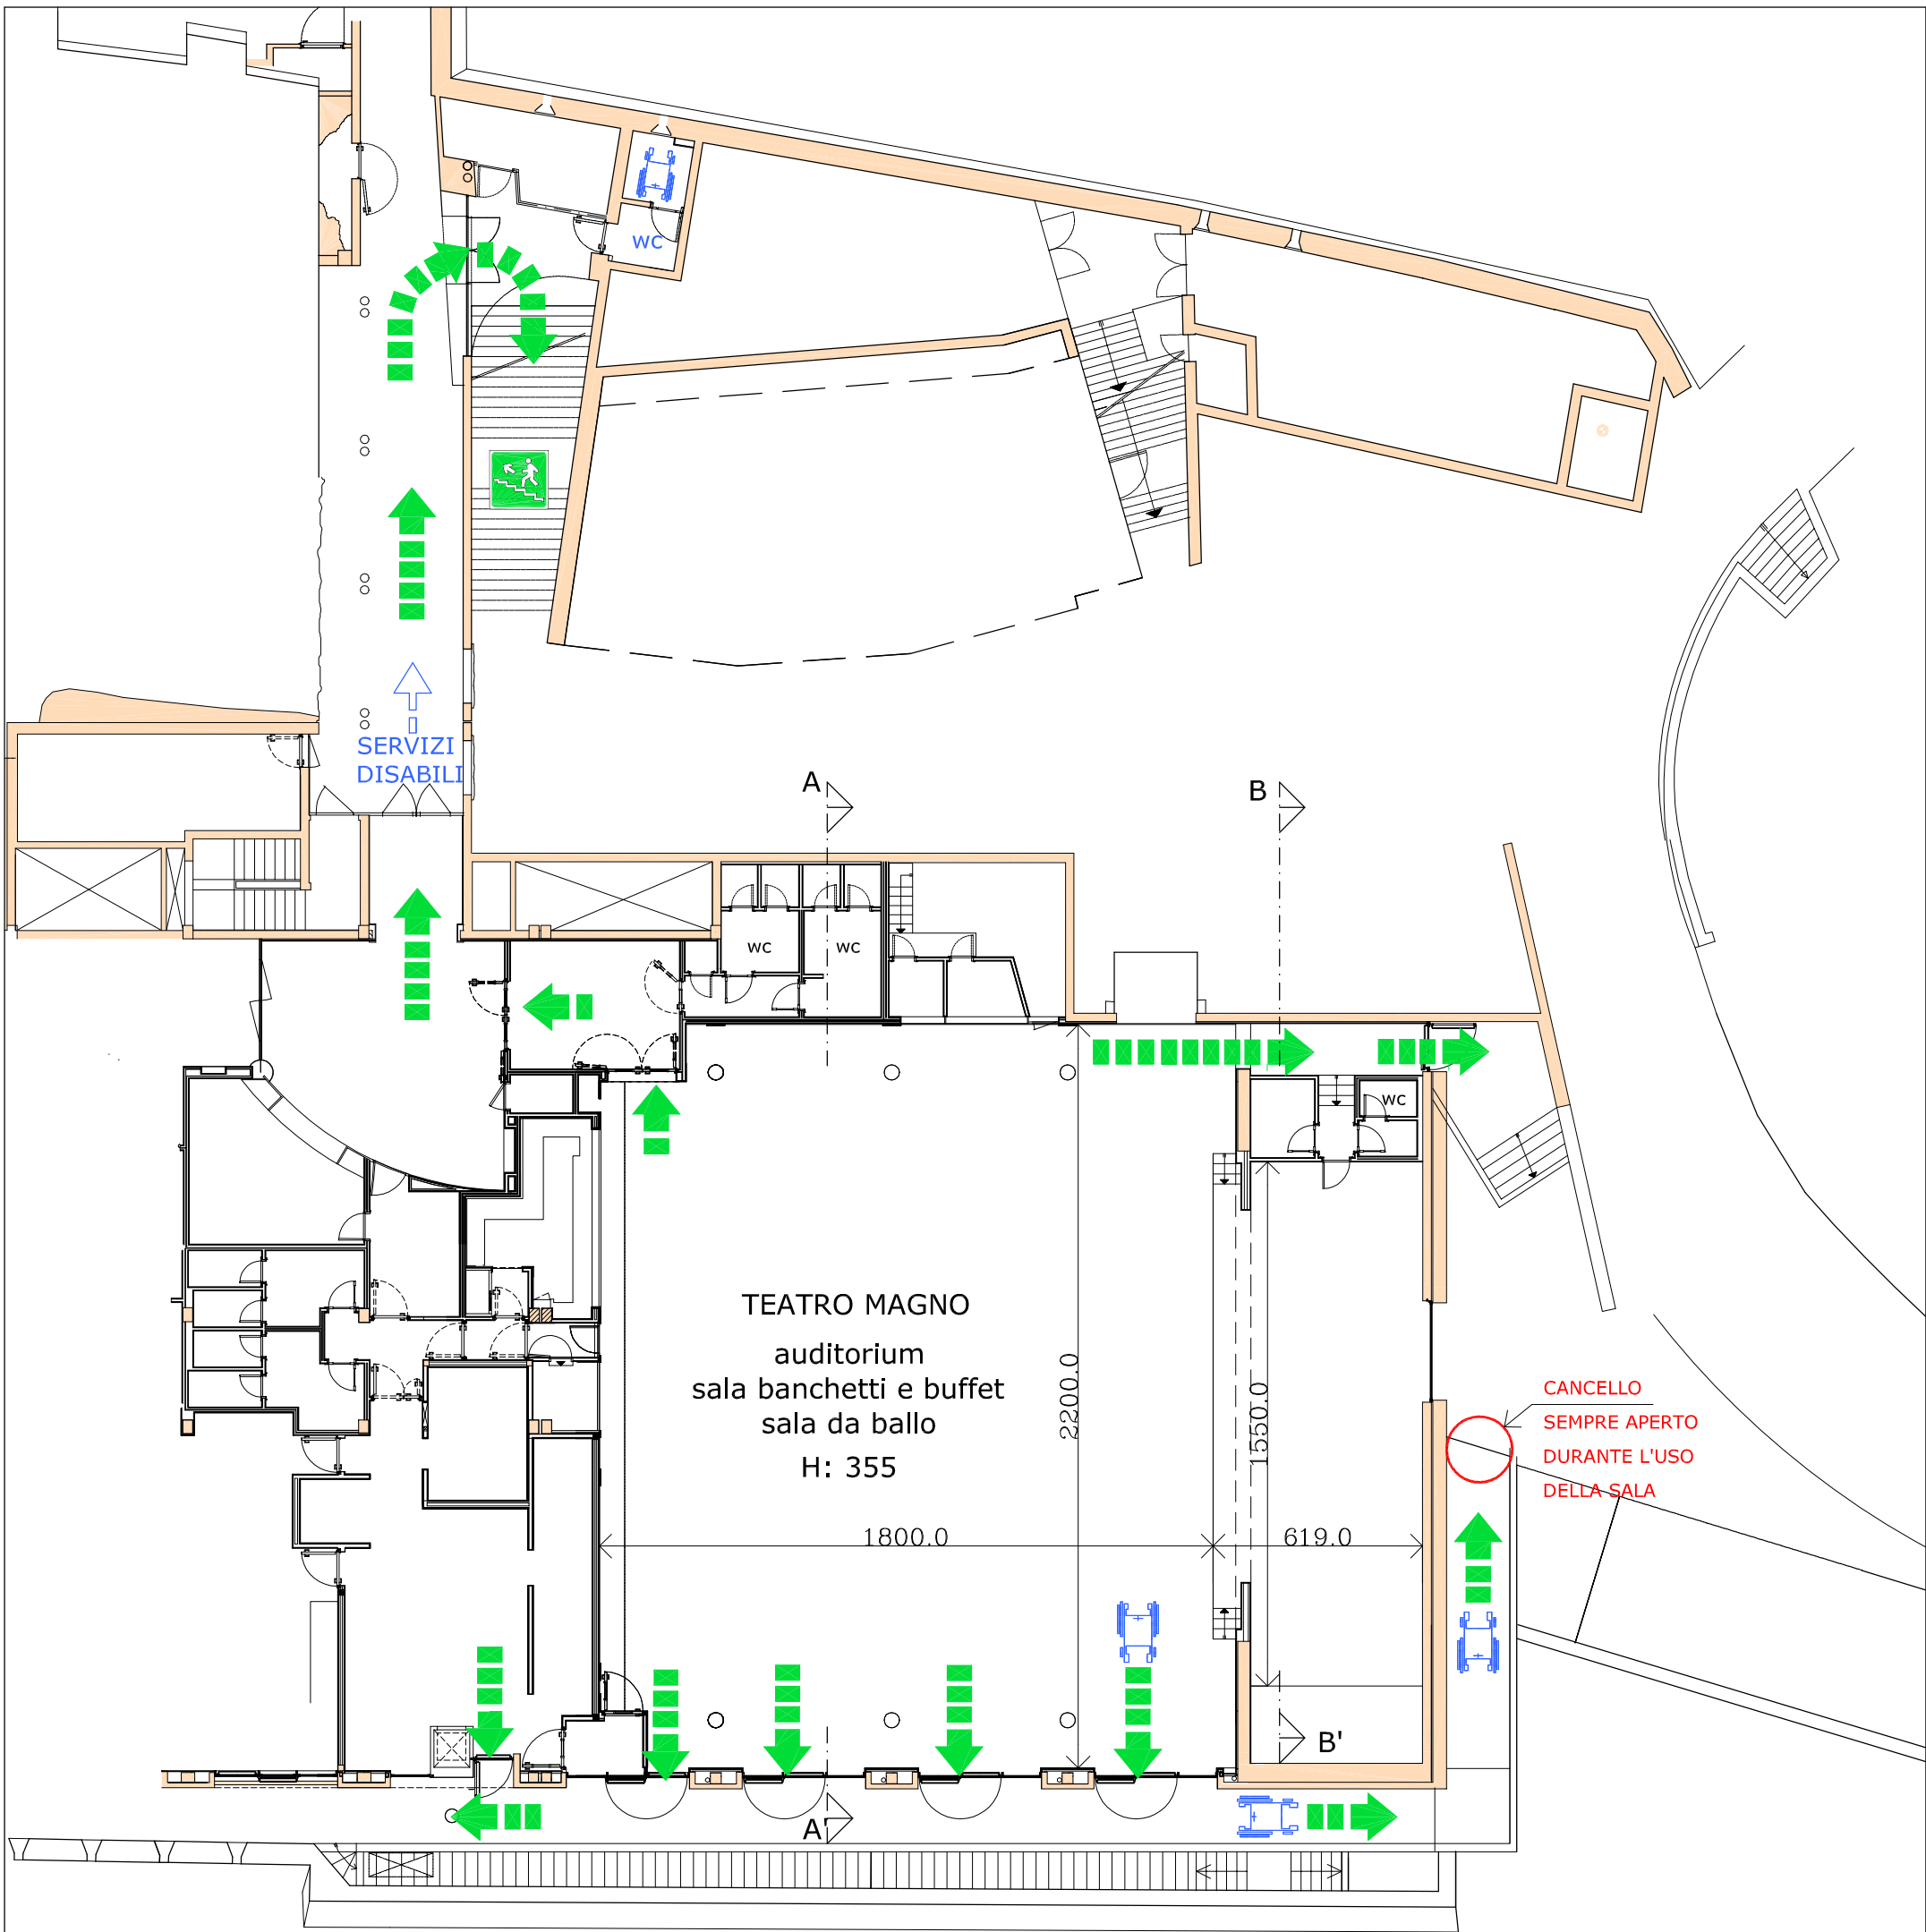 wc
SERVIZI
DISABILI
A
B
wc
wc
wc
TEATRO MAGNO
auditorium
sala banchetti e buffet
sala da ballo
H: 355
2200.0
1550.0
CANCELLO
SEMPRE APERTO
DURANTE L'USO
DELLA SALA
1800.0
619.0
B'
A'